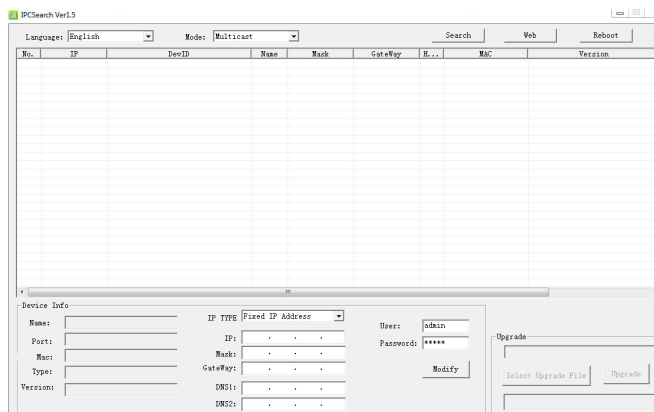 IPCSearch Ver1.5
Language: English Mode: Multicast Search Web Reboot
No. IP DevID Name Mask GateWay H... MAC Version
Device Info
Name:
Port:
Mac:
Type:
Version:
IP TYPE Fixed IP Address
IP: . . .
Mask: . . .
GateWay: . . .
DNS1: . . .
DNS2: . . .
User: admin
Password: *****
Modify
Upgrade
Select Upgrade File Upgrade